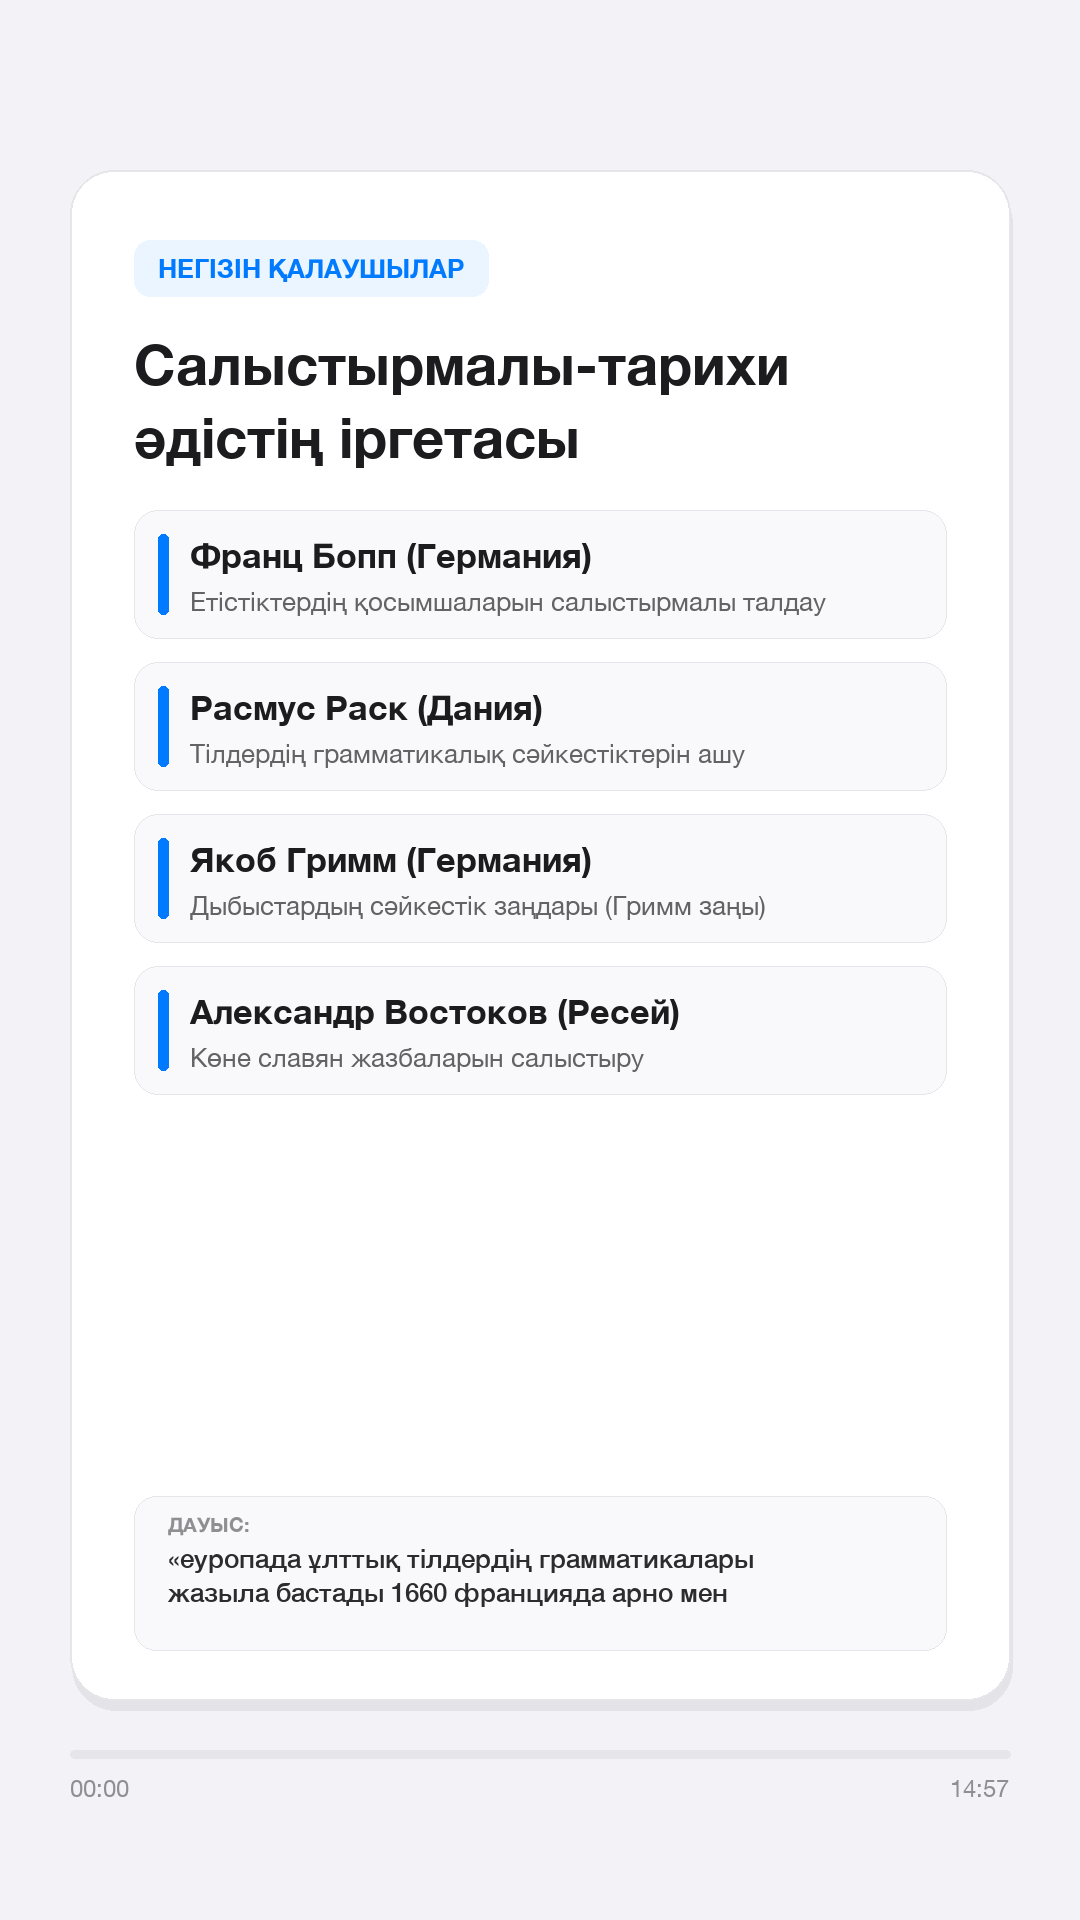 НЕГІЗІН ҚАЛАУШЫЛАР
Салыстырмалы-тарихи
әдістің іргетасы
Франц Бопп (Германия)
Етістіктердің қосымшаларын салыстырмалы талдау
Расмус Раск (Дания)
Тілдердің грамматикалық сәйкестіктерін ашу
Якоб Гримм (Германия)
Дыбыстардың сәйкестік заңдары (Гримм заңы)
Александр Востоков (Ресей)
Көне славян жазбаларын салыстыру
ДАУЫС:
«еуропада ұлттық тілдердің грамматикалары
жазыла бастады 1660 францияда арно мен
00:00
14:57